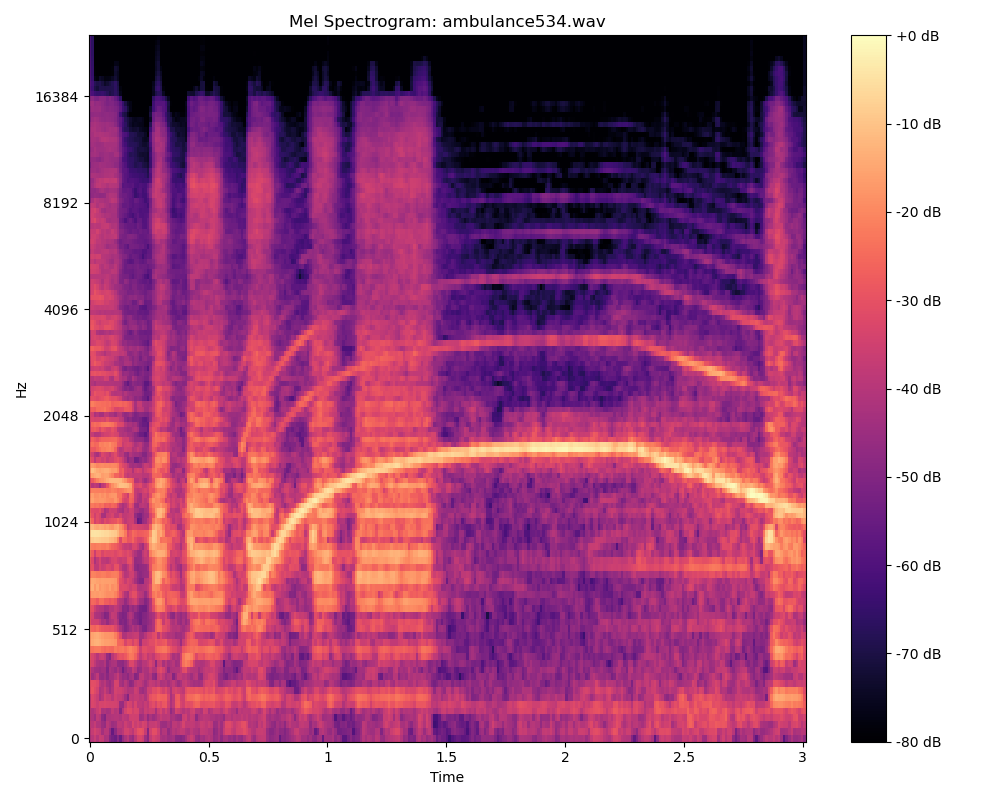 Mel Spectrogram: ambulance534.wav
Hz
16384
8192
4096
2048
1024
512
0
0
0.5
1
1.5
2
2.5
3
Time
+0 dB
-10 dB
-20 dB
-30 dB
-40 dB
-50 dB
-60 dB
-70 dB
-80 dB